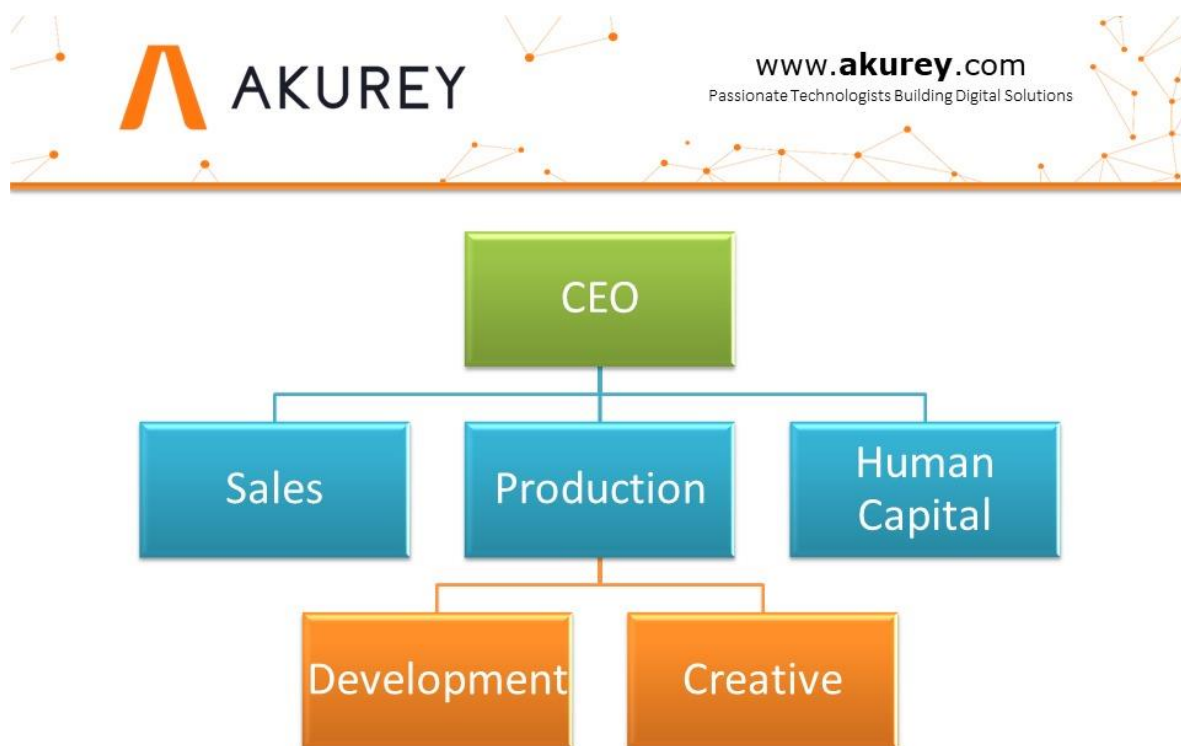 AKUREY
www.akurey.com
Passionate Technologists Building Digital Solutions
CEO
Sales
Production
Human
Capital
Development
Creative